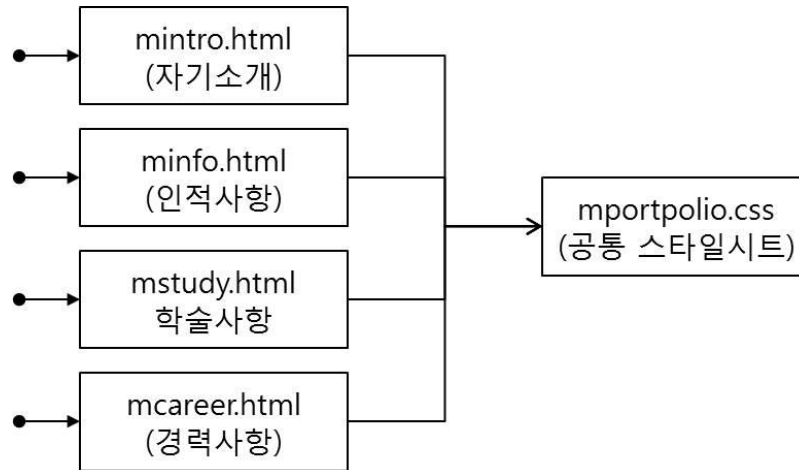 mintro.html
(자기소개)
minfo.html
(인적사항)
mstudy.html
학술사항
mcareer.html
(경력사항)
mportpolio.css
(공통 스타일시트)